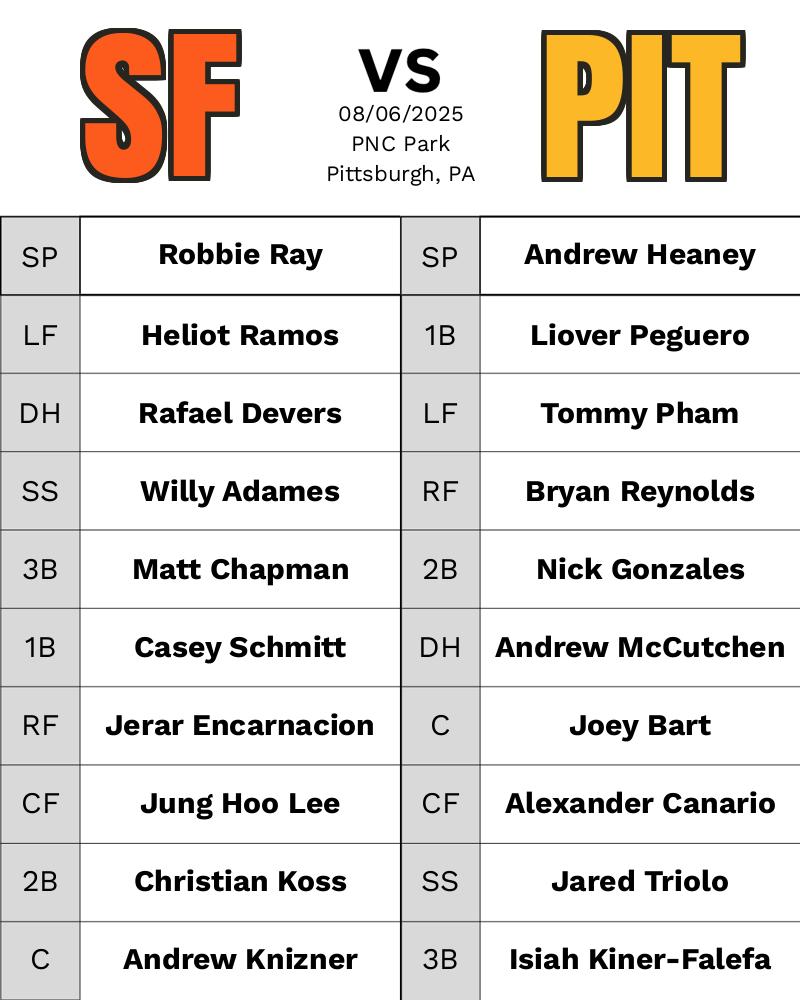 SF VS PIT
08/06/2025
PNC Park
Pittsburgh, PA
SP Robbie Ray SP Andrew Heaney
LF Heliot Ramos 1B Liover Peguero
DH Rafael Devers LF Tommy Pham
SS Willy Adames RF Bryan Reynolds
3B Matt Chapman 2B Nick Gonzales
1B Casey Schmitt DH Andrew McCutchen
RF Jerar Encarnacion C Joey Bart
CF Jung Hoo Lee CF Alexander Canario
2B Christian Koss SS Jared Triolo
C Andrew Knizner 3B Isiah Kiner-Falefa